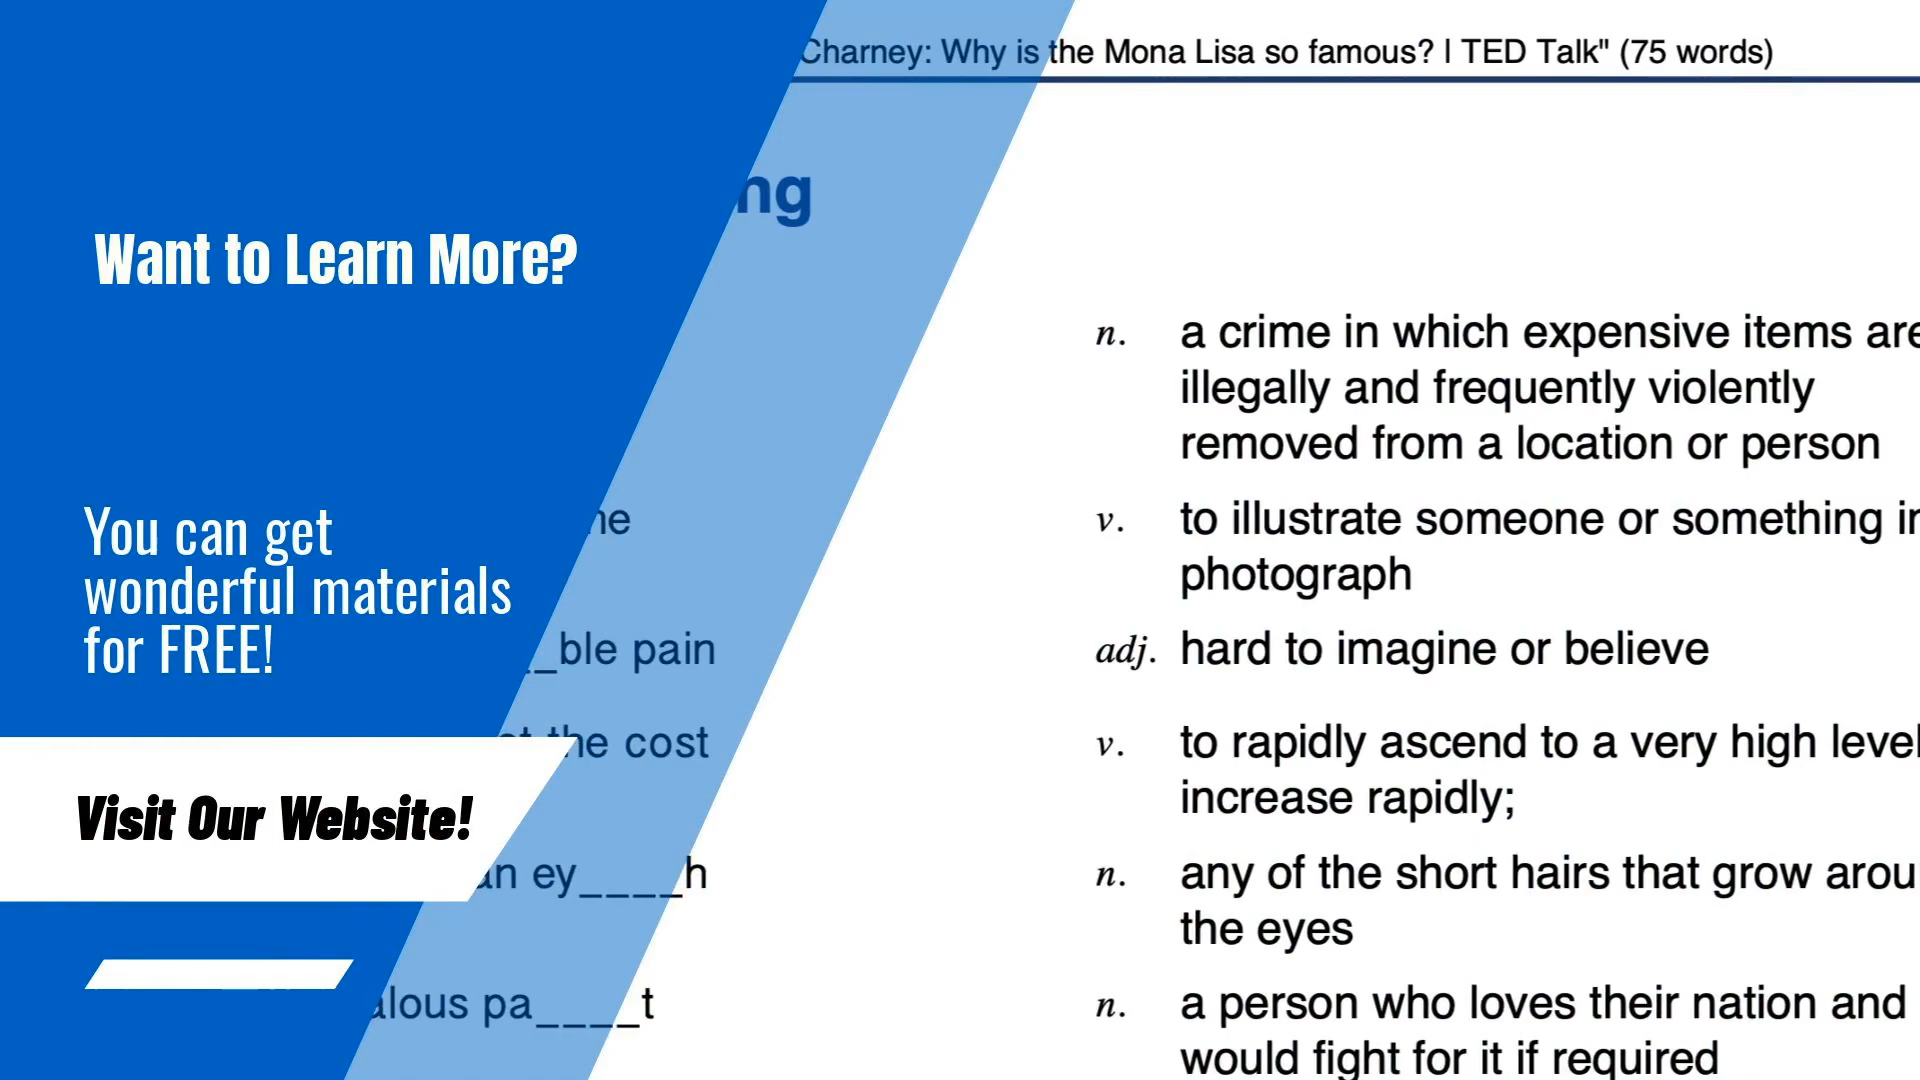 Charney: Why is the Mona Lisa so famous? | TED Talk" (75 words)
Want to Learn More?
You can get
wonderful materials
for FREE!
Visit Our Website!
n. a crime in which expensive items are
illegally and frequently violently
removed from a location or person
v. to illustrate someone or something in
photograph
_ble pain adj. hard to imagine or believe
the cost v. to rapidly ascend to a very high level
increase rapidly;
ey____h n. any of the short hairs that grow
the eyes
pa____t n. a person who loves their nation and
would fight for it if required